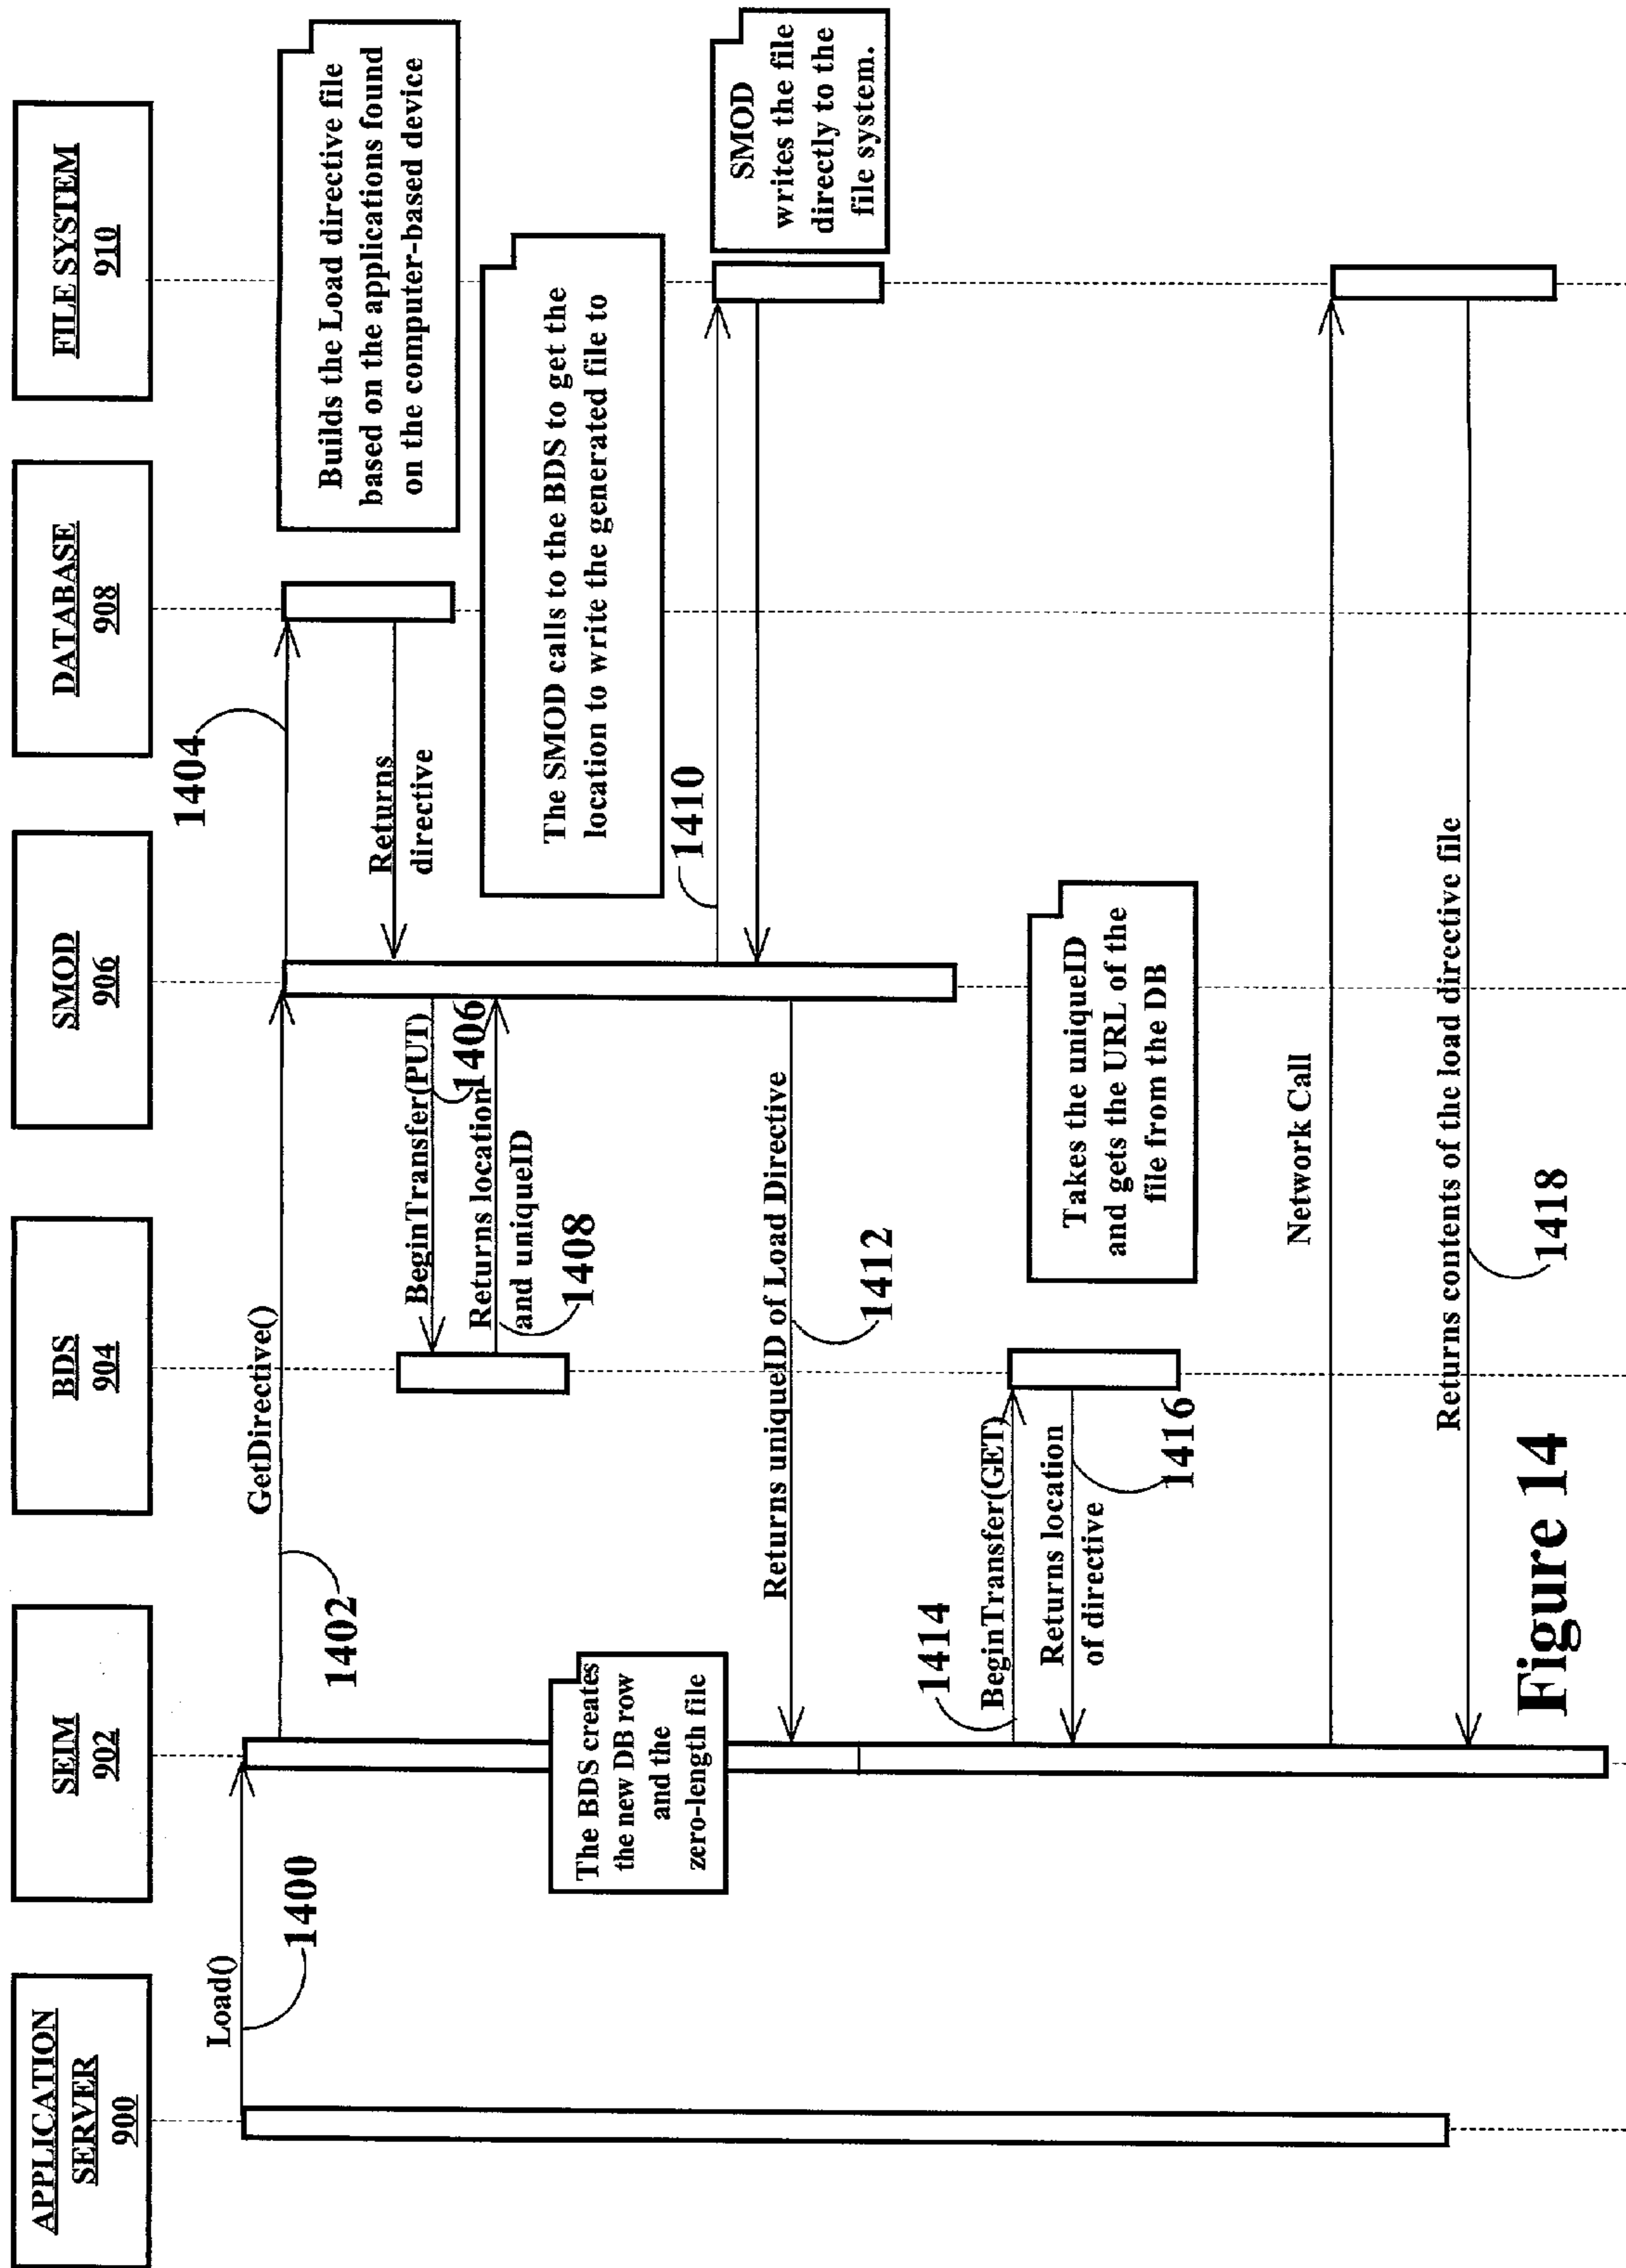 APPLICATION
SERVER
900
SEIM
902
BDS
904
SMOD
906
DATABASE
908
FILE SYSTEM
910
Load()
1400
GetDirective()
1402
1404
Builds the Load directive file
based on the applications found
on the computer-based device
Returns
directive
BeginTransfer(PUT)
1406
Returns location
and uniqueID
1408
The SMOD calls to the BDS to get the
location to write the generated file to
The BDS creates
the new DB row
and the
zero-length file
1410
SMOD
writes the file
directly to the
file system.
Returns uniqueID of Load Directive
1412
1414
BeginTransfer(GET)
Returns location
of directive
1416
Takes the uniqueID
and gets the URL of the
file from the DB
Network Call
Returns contents of the load directive file
1418
Figure 14